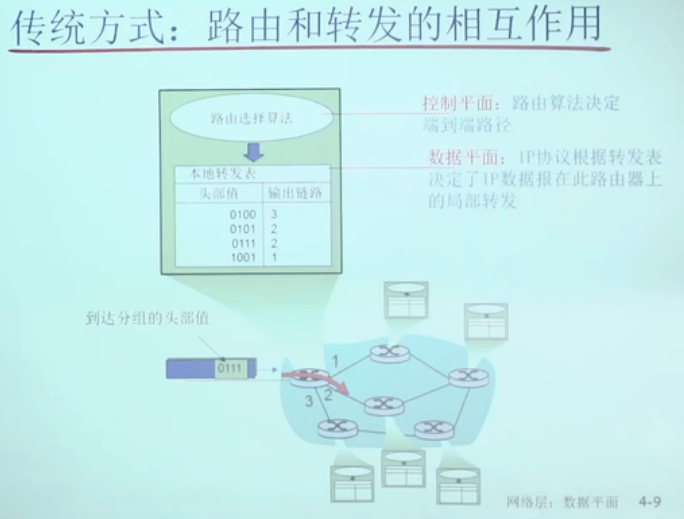 传统方式：路由和转发的相互作用
路由选择算法
控制平面：路由算法决定
端到端路径
本地转发表
头部值 输出链路
0100 3
0101 2
0111 2
1001 1
数据平面：IP协议根据转发表
决定了IP数据报在此路由器上
的局部转发
到达分组的头部值
0111
1
2
3
网络层：数据平面 4-9